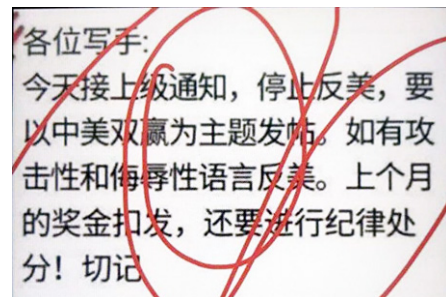 各位写手:
今天接上级通知，停止反美，要
以中美双赢为主题发帖。如有攻
击性和侮辱性语言反美。上个月
的奖金扣发，还要进行纪律处
分！切记